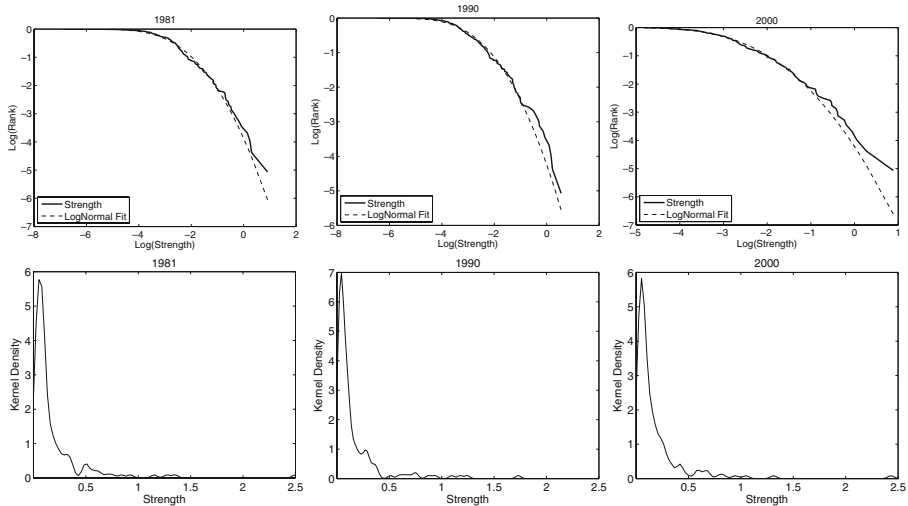 1981
0
−1
−2
−3
−4
−5
−6
−7
Log(Rank)
Strength
LogNormal Fit
−8 −6 −4 −2 0 2
Log(Strength)
1990
0
−1
−2
−3
−4
−5
−6
Log(Rank)
Strength
LogNormal Fit
−8 −6 −4 −2 0 2
Log(Strength)
2000
0
−1
−2
−3
−4
−5
−6
−7
Log(Rank)
Strength
LogNormal Fit
−5 −4 −3 −2 −1 0 1
Log(Strength)
1981
6
5
4
3
2
1
0
Kernel Density
0.5 1 1.5 2 2.5
Strength
1990
7
6
5
4
3
2
1
0
Kernel Density
0.5 1 1.5 2 2.5
Strength
2000
6
5
4
3
2
1
0
Kernel Density
0.5 1 1.5 2 2.5
Strength